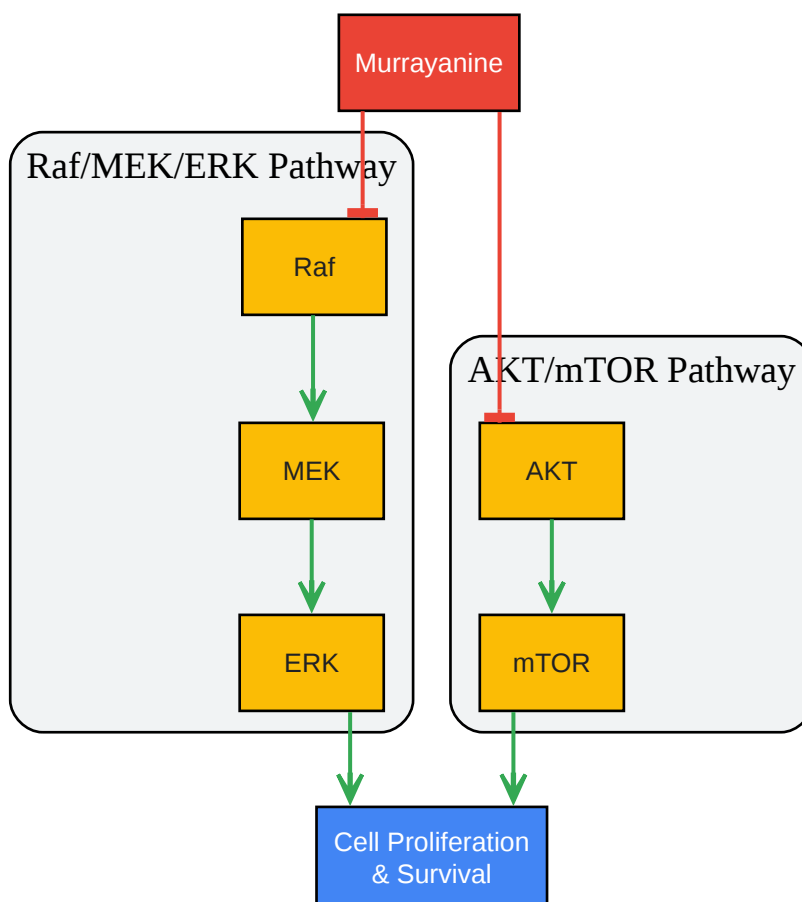 Murrayanine
Raf/MEK/ERK Pathway
Raf
AKT/mTOR Pathway
MEK
AKT
ERK
mTOR
Cell Proliferation
& Survival